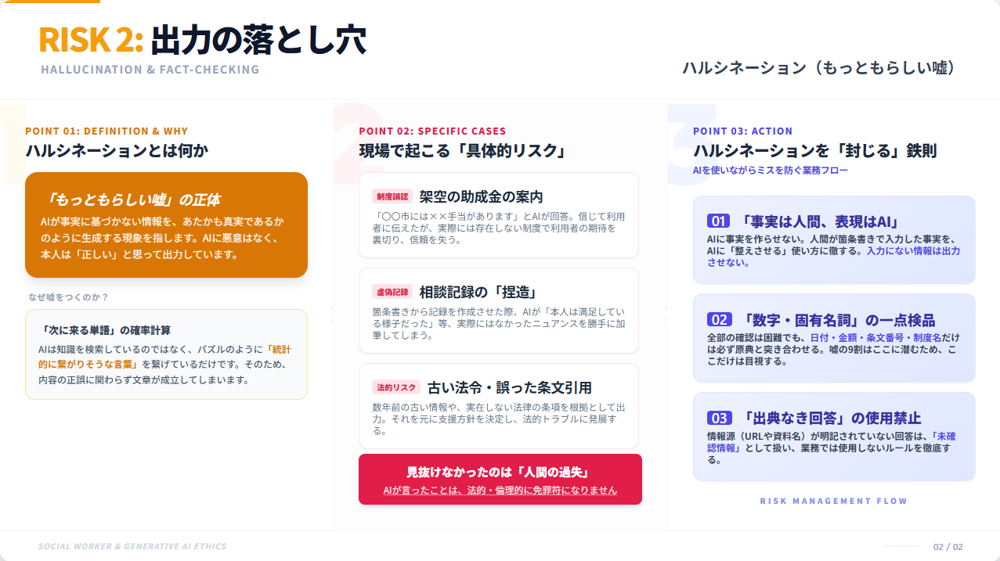 RISK 2: 出力の落とし穴
HALLUCINATION & FACT-CHECKING
ハルシネーション（もっともらしい嘘）
1
POINT 01: DEFINITION & WHY
ハルシネーションとは何か
「もっともらしい嘘」の正体
AIが事実に基づかない情報を、あたかも真実であるか
のように生成する現象を指します。AIに悪意はなく、
本人は「正しい」と思って出力しています。
なぜ嘘をつくのか？
「次に来る単語」の確率計算
AIは知識を検索しているのではなく、パズルのように「統計
的に繋がりそうな言葉」を繋げているだけです。そのため、
内容の正誤に関わらず文章が成立してしまいます。
2
POINT 02: SPECIFIC CASES
現場で起こる「具体的リスク」
制度誤認 架空の助成金の案内
「〇〇市には××手当があります」とAIが回答。信じて利用
者に伝えたが、実際には存在しない制度で利用者の期待を
裏切り、信頼を失う。
虚偽記録 相談記録の「捏造」
箇条書きから記録を作成させた際、AIが「本人は満足してい
る様子だった」等、実際にはなかったニュアンスを勝手に加
筆してしまう。
法的リスク 古い法令・誤った条文引用
数年前の古い情報や、実在しない法律の条項を根拠として出
力。それを元に支援方針を決定し、法的トラブルに発展す
る。
見抜けなかったのは「人間の過失」
AIが言ったことは、法的・倫理的に免罪符になりません
3
POINT 03: ACTION
ハルシネーションを「封じる」鉄則
AIを使いながらミスを防ぐ業務フロー
01 「事実は人間、表現はAI」
AIに事実を作らせない。人間が箇条書きで入力した事実を、
AIに「整えさせる」使い方に徹する。入力にない情報は出力
させない。
02 「数字・固有名詞」の一点検品
全部の確認は困難でも、日付・金額・条文番号・制度名だけ
は必ず原典と突き合わせる。嘘の9割はここに潜むため、こ
こだけは目視する。
03 「出典なき回答」の使用禁止
情報源（URLや資料名）が明記されていない回答は、「未確
認情報」として扱い、業務では使用しないルールを徹底す
る。
RISK MANAGEMENT FLOW
SOCIAL WORKER & GENERATIVE AI ETHICS
02 / 02